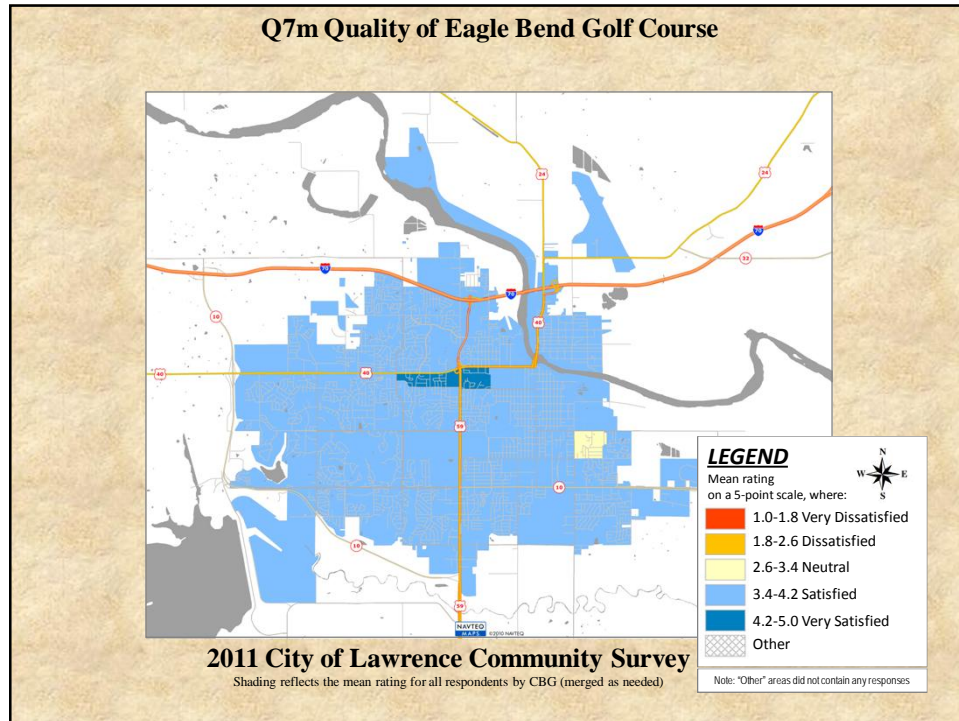 Q7m Quality of Eagle Bend Golf Course
24
24
70
32
70
70
10
40
40
40
59
10
10
59
NAVTEQ
MAPS
©2010 NAVTEQ
LEGEND
Mean rating
on a 5-point scale, where:
N
W E
S
1.0-1.8 Very Dissatisfied
1.8-2.6 Dissatisfied
2.6-3.4 Neutral
3.4-4.2 Satisfied
4.2-5.0 Very Satisfied
Other
Note: "Other" areas did not contain any responses
2011 City of Lawrence Community Survey
Shading reflects the mean rating for all respondents by CBG (merged as needed)